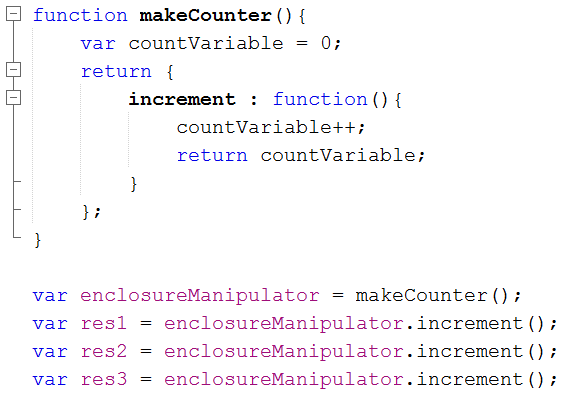 function makeCounter(){
    var countVariable = 0;
    return {
        increment : function(){
            countVariable++;
            return countVariable;
        }
    };
}

var enclosureManipulator = makeCounter();
var res1 = enclosureManipulator.increment();
var res2 = enclosureManipulator.increment();
var res3 = enclosureManipulator.increment();